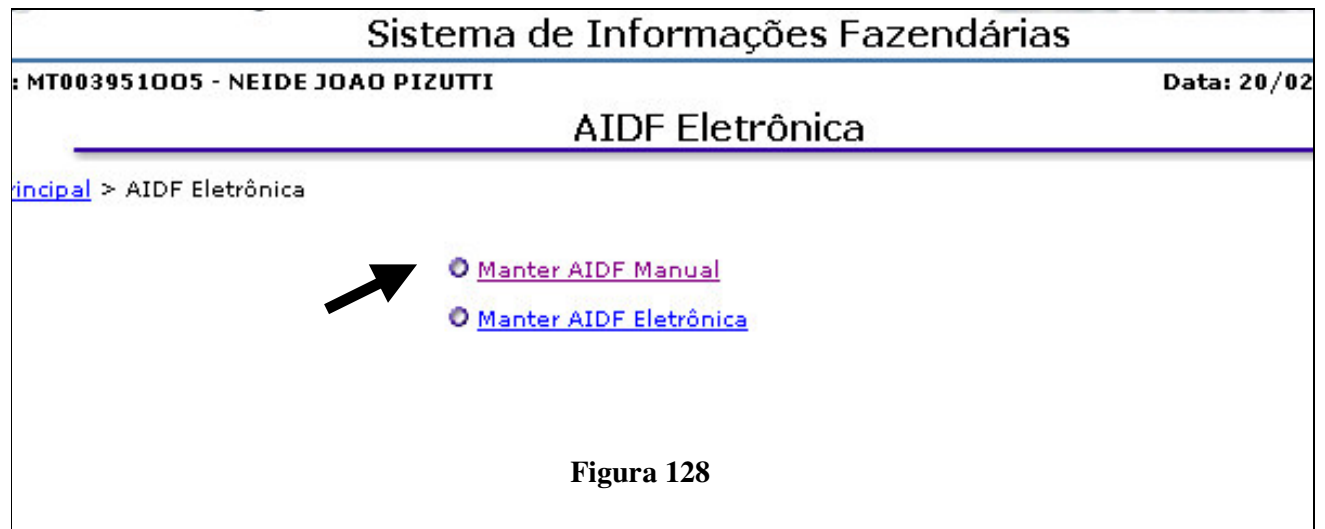 Sistema de Informações Fazendárias
: MT003951OO5 - NEIDE JOAO PIZUTTI Data: 20/02
AIDF Eletrônica
rincipal > AIDF Eletrônica
Manter AIDF Manual
Manter AIDF Eletrônica
Figura 128